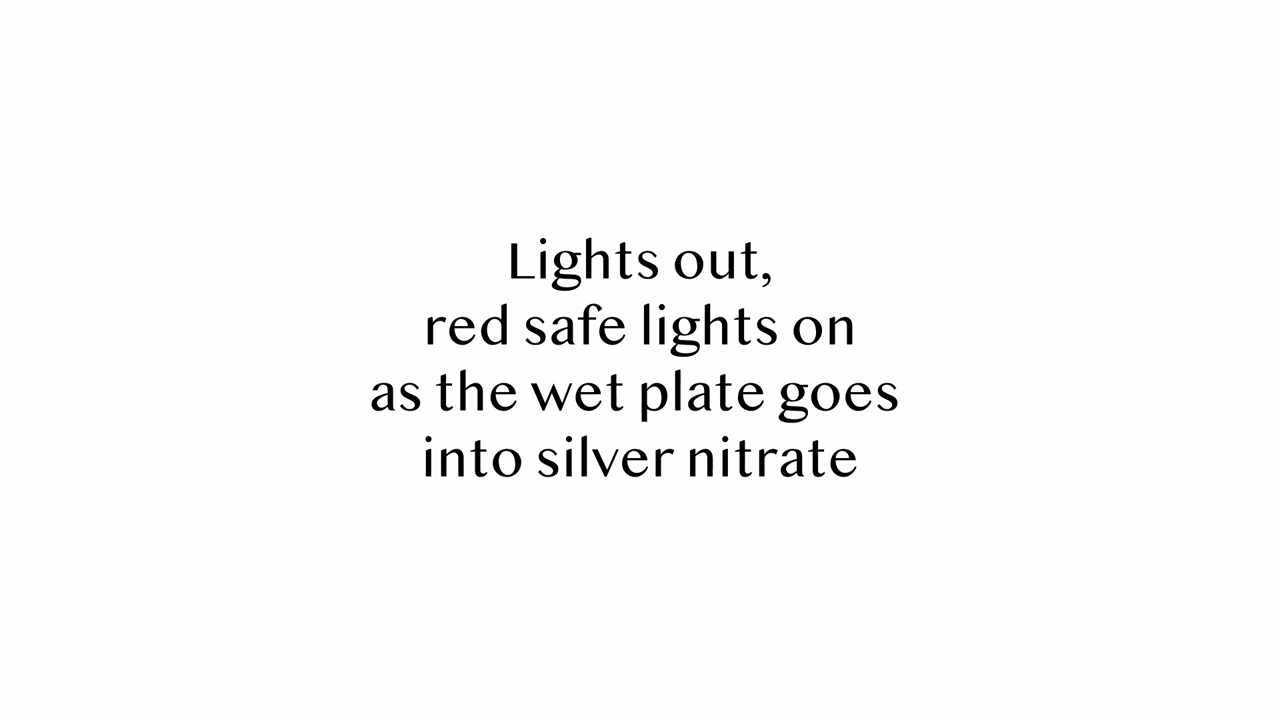 Lights out,
red safe lights on
as the wet plate goes
into silver nitrate